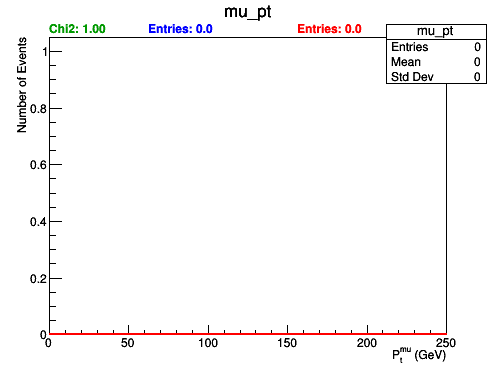 mu_pt
Chi2: 1.00 Entries: 0.0 Entries: 0.0
mu_pt
Entries 0
Mean 0
Std Dev 0
Number of Events
1
0.8
0.6
0.4
0.2
0
0 50 100 150 200 250
P_t^mu (GeV)